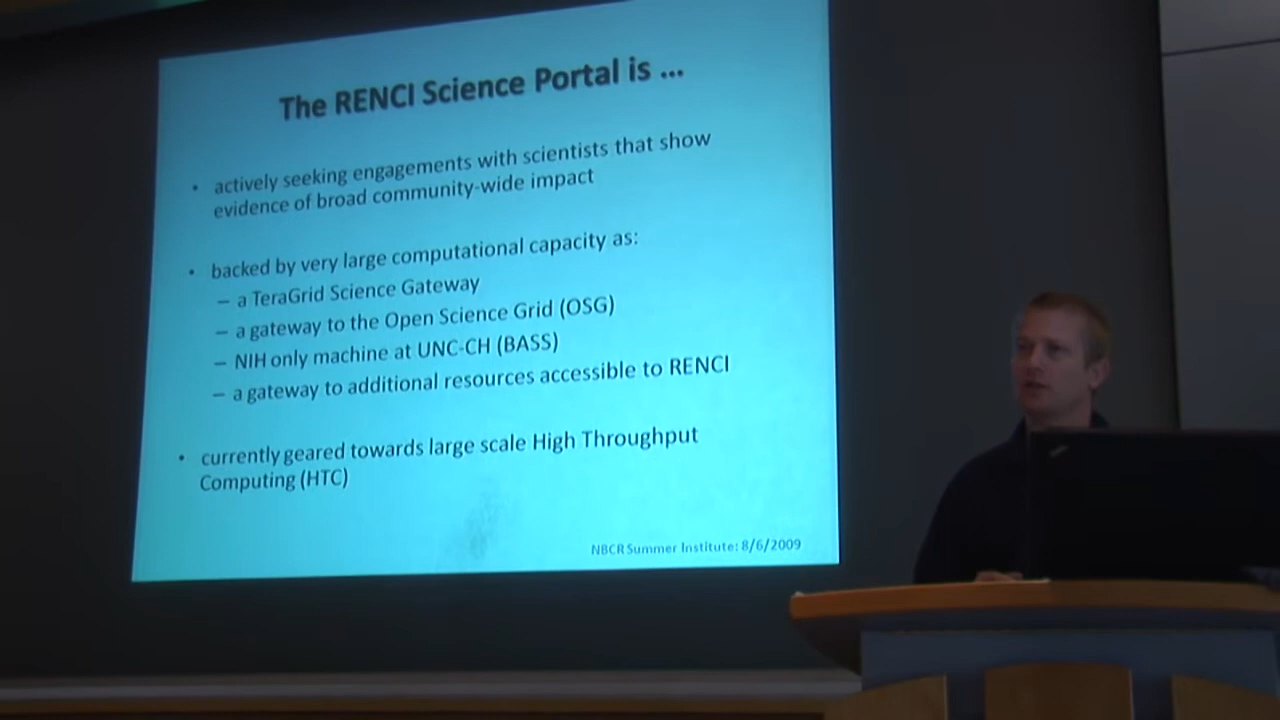 The RENCI Science Portal is ...
• actively seeking engagements with scientists that show
evidence of broad community-wide impact
• backed by very large computational capacity as:
– a TeraGrid Science Gateway
– a gateway to the Open Science Grid (OSG)
– NIH only machine at UNC-CH (BASS)
– a gateway to additional resources accessible to RENCI
• currently geared towards large scale High Throughput
Computing (HTC)
NBCR Summer Institute: 8/6/2009